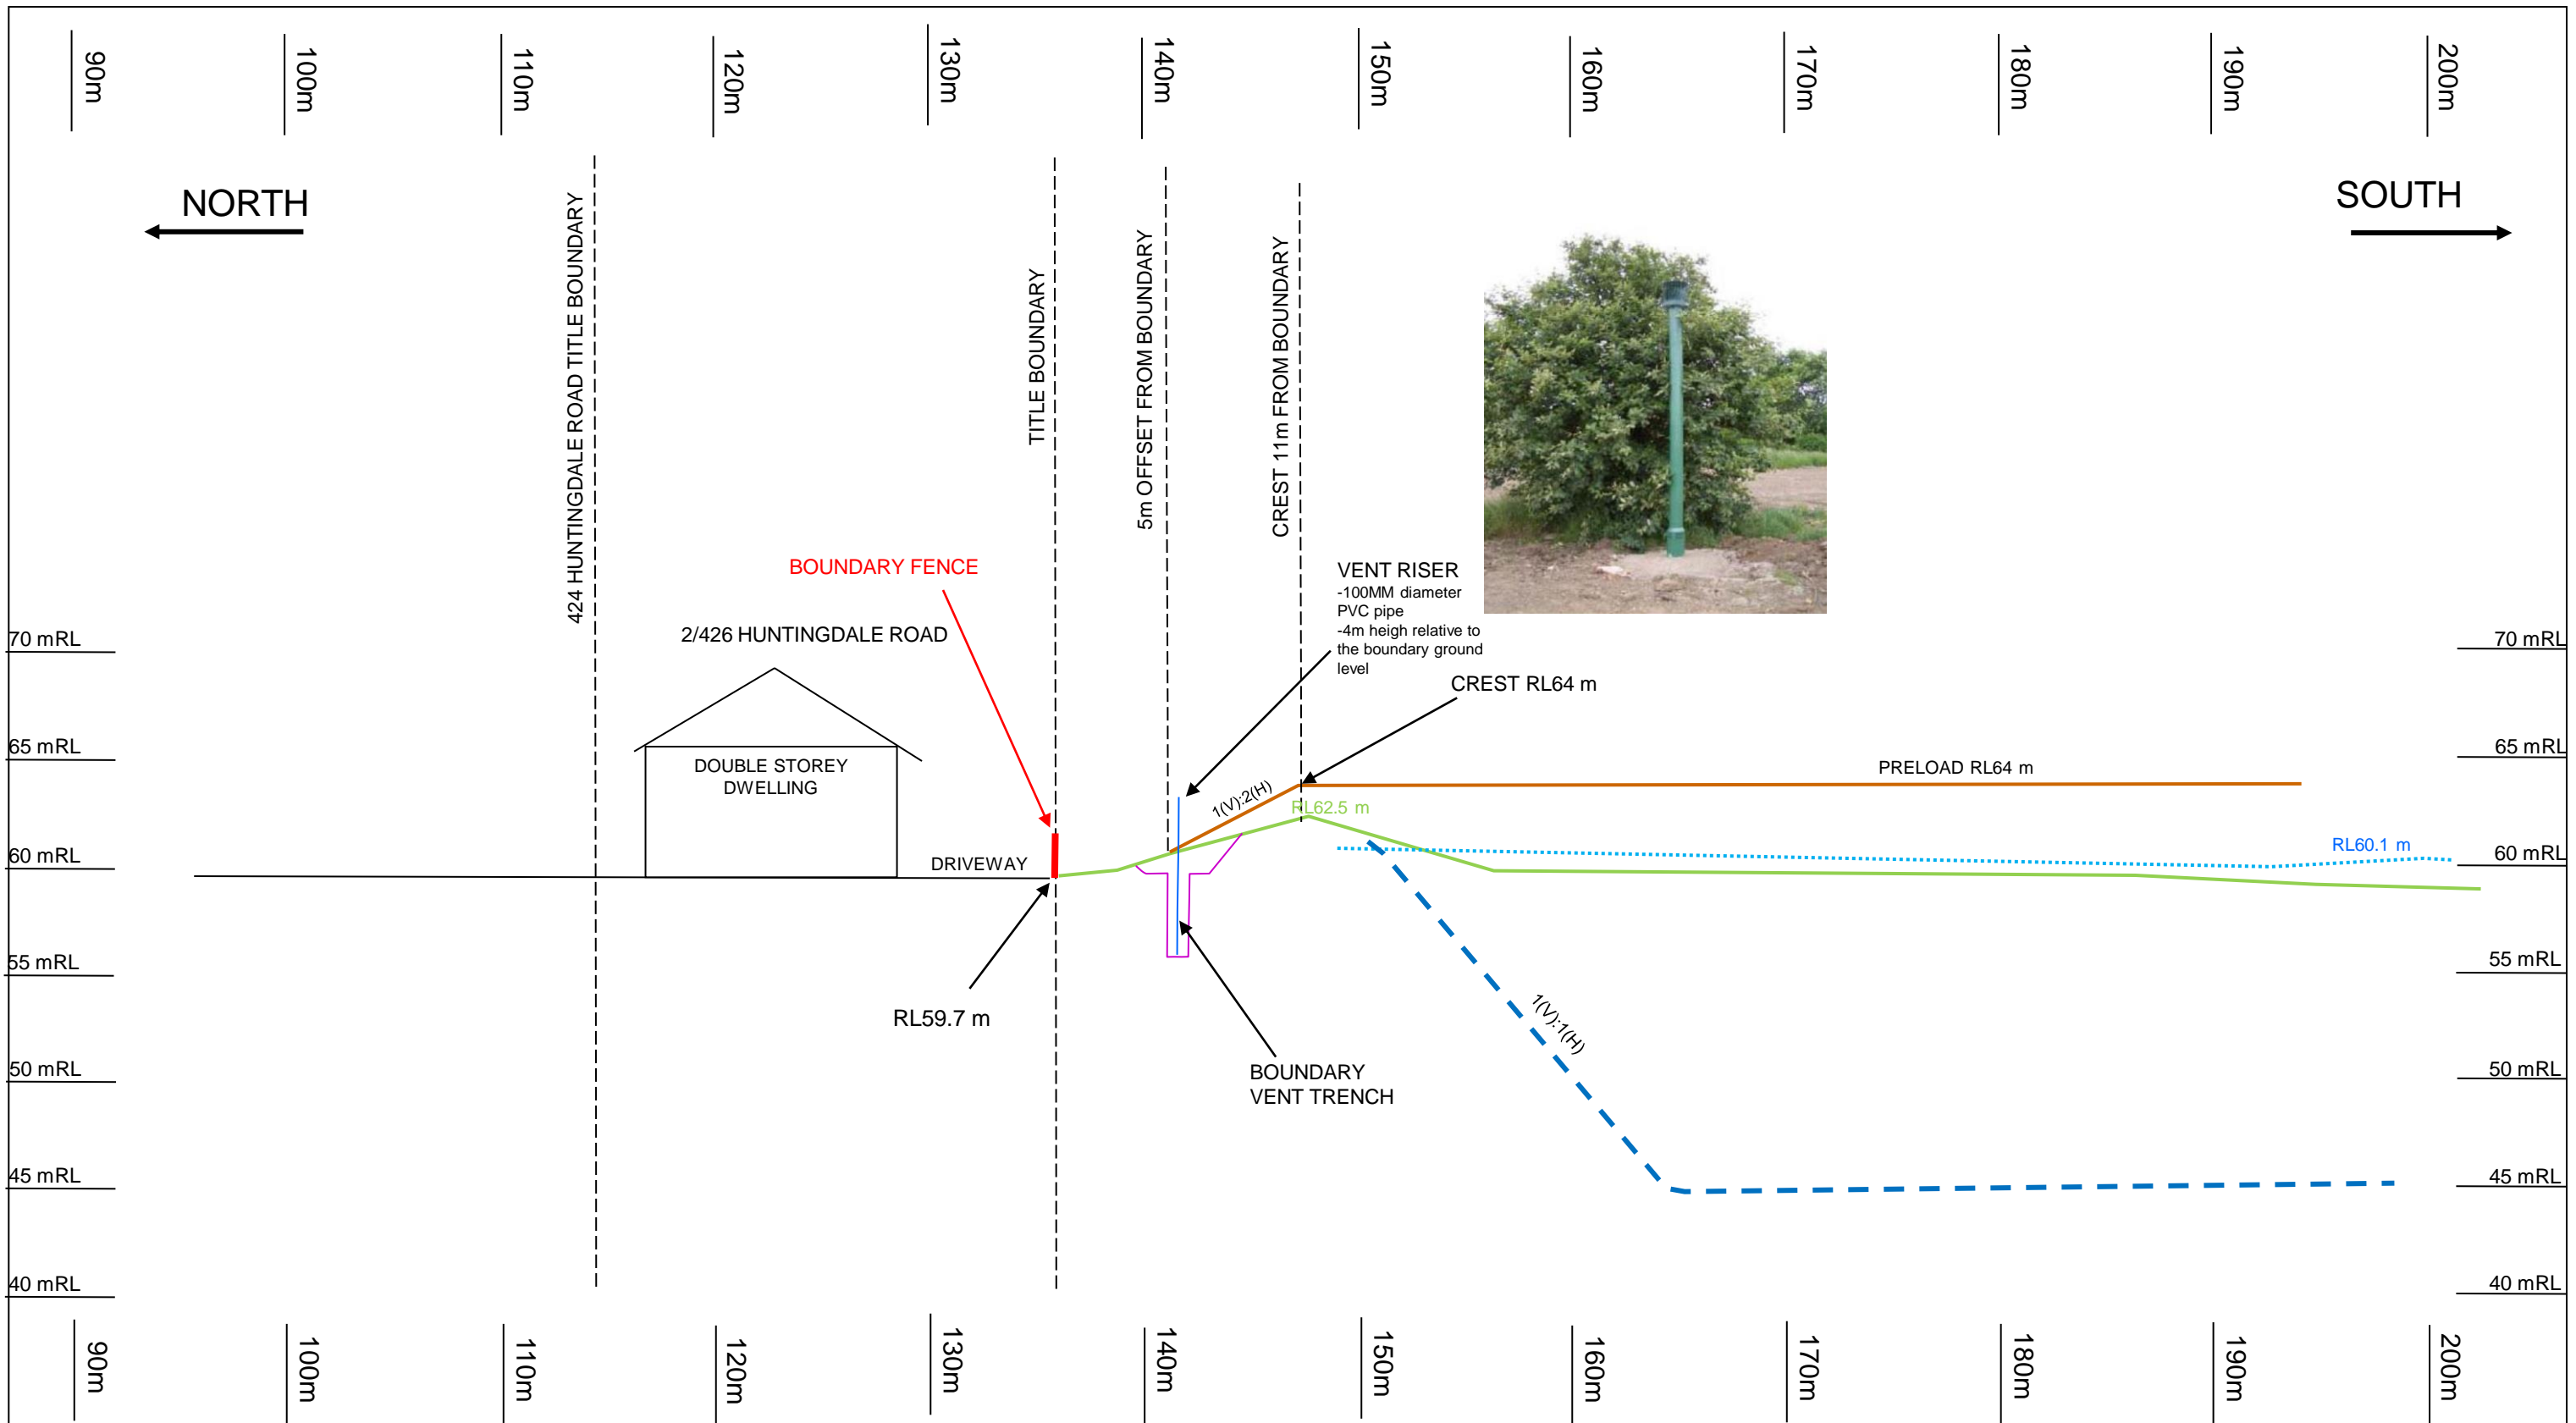 90m
100m
110m
120m
130m
140m
150m
160m
170m
180m
190m
200m
NORTH
SOUTH
424 HUNTINGDALE ROAD TITLE BOUNDARY
TITLE BOUNDARY
5m OFFSET FROM BOUNDARY
CREST 11m FROM BOUNDARY
BOUNDARY FENCE
2/426 HUNTINGDALE ROAD
VENT RISER
-100MM diameter
PVC pipe
-4m heigh relative to
the boundary ground
level
CREST RL64 m
70 mRL
70 mRL
65 mRL
65 mRL
DOUBLE STOREY
DWELLING
PRELOAD RL64 m
1(V):2(H)
RL62.5 m
RL60.1 m
60 mRL
60 mRL
DRIVEWAY
55 mRL
55 mRL
RL59.7 m
1(V):1(H)
BOUNDARY
VENT TRENCH
50 mRL
50 mRL
45 mRL
45 mRL
40 mRL
40 mRL
90m
100m
110m
120m
130m
140m
150m
160m
170m
180m
190m
200m